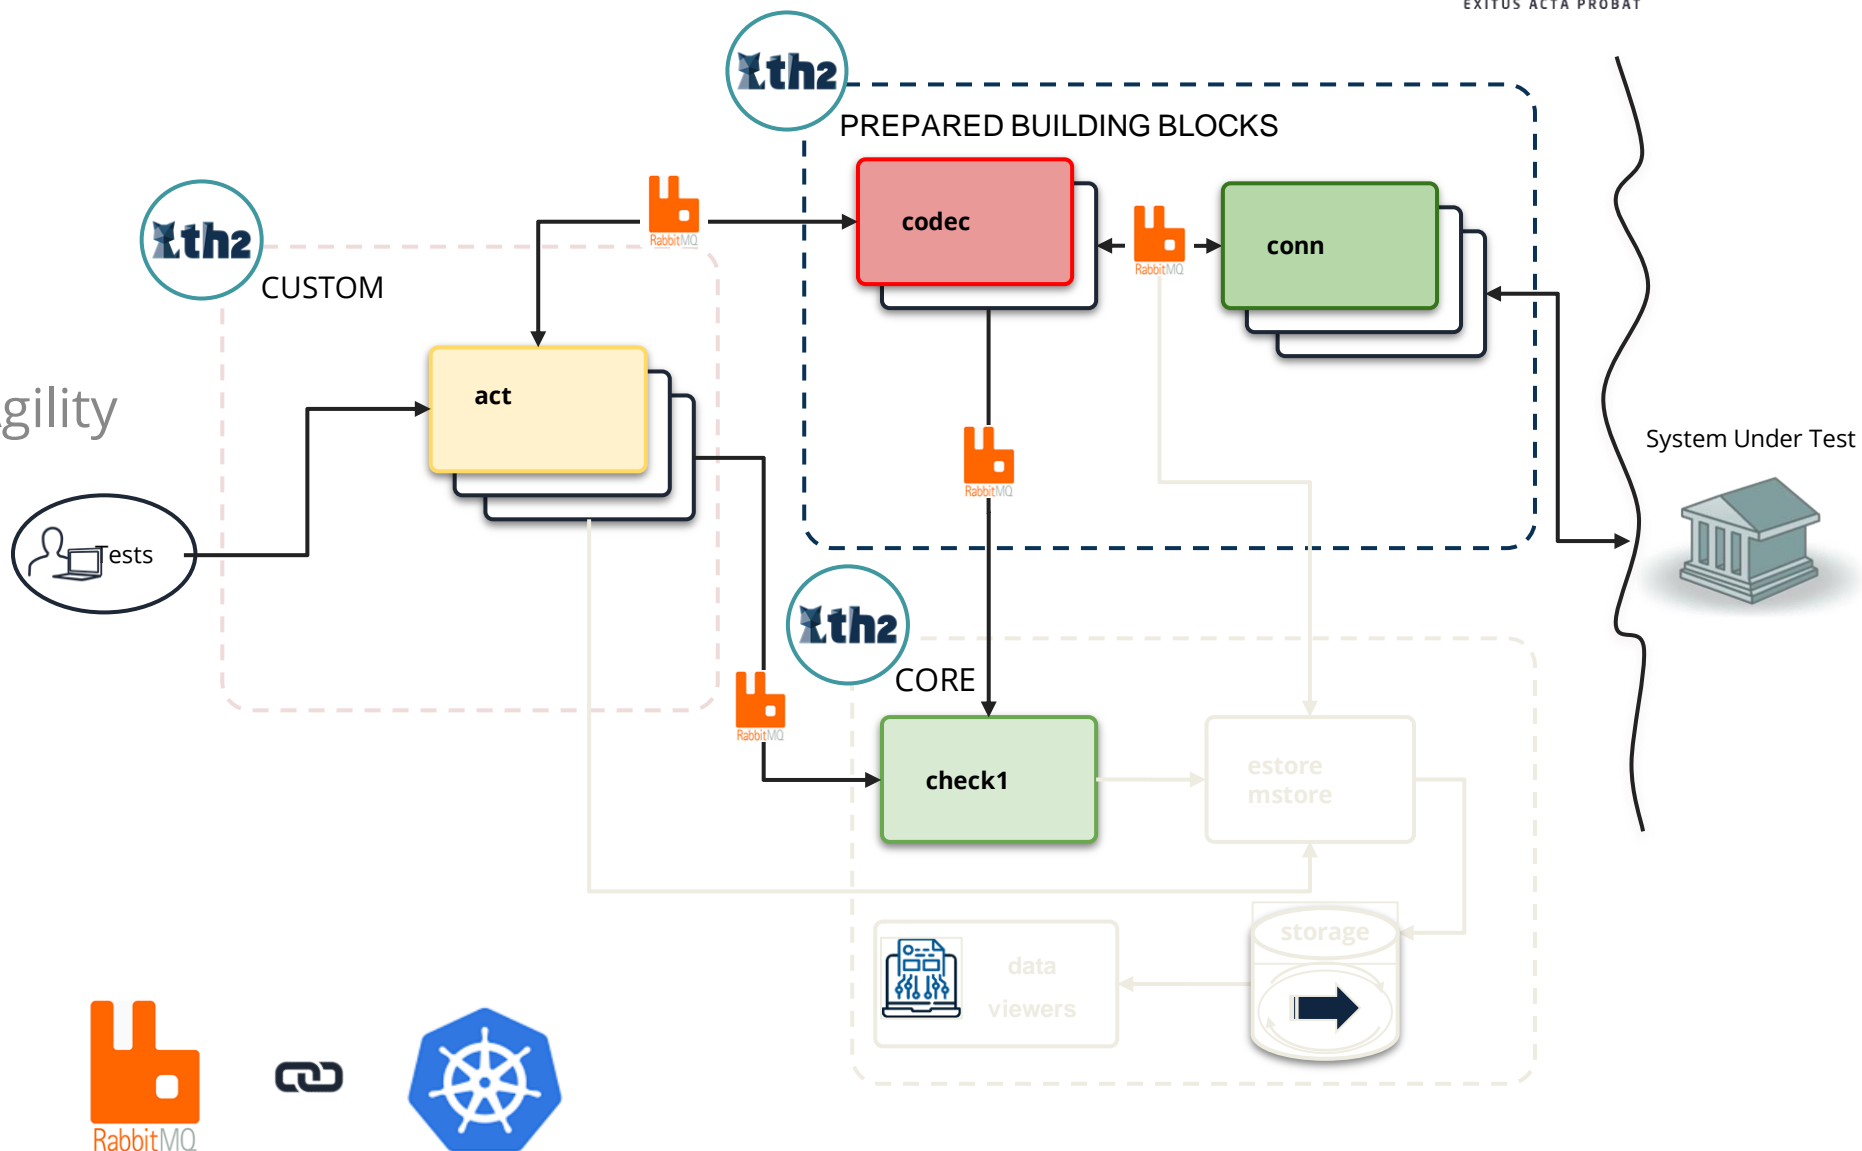 EXITUS ACTA PROBAT
th2
PREPARED BUILDING BLOCKS
RabbitMQ
codec
RabbitMQ
conn
th2
CUSTOM
act
gility
RabbitMQ
System Under Test
Tests
th2
CORE
RabbitMQ
check1
estore
mstore
storage
data
viewers
RabbitMQ